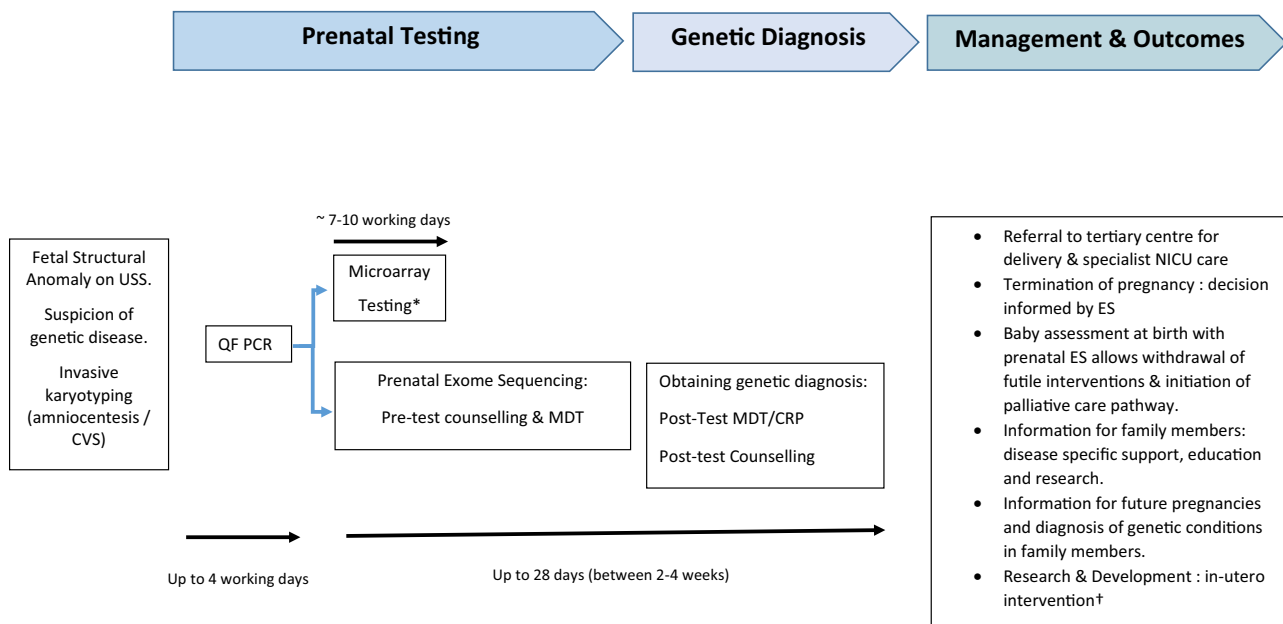 Prenatal Testing
Genetic Diagnosis
Management & Outcomes
~ 7-10 working days
Fetal Structural
Anomaly on USS.
Suspicion of
genetic disease.
Invasive
karyotyping
(amniocentesis /
CVS)
QF PCR
Microarray
Testing*
Prenatal Exome Sequencing:
Pre-test counselling & MDT
Obtaining genetic diagnosis:
Post-Test MDT/CRP
Post-test Counselling
• Referral to tertiary centre for
delivery & specialist NICU care
• Termination of pregnancy : decision
informed by ES
• Baby assessment at birth with
prenatal ES allows withdrawal of
futile interventions & initiation of
palliative care pathway.
• Information for family members:
disease specific support, education
and research.
• Information for future pregnancies
and diagnosis of genetic conditions
in family members.
• Research & Development : in-utero
intervention†
Up to 4 working days
Up to 28 days (between 2-4 weeks)